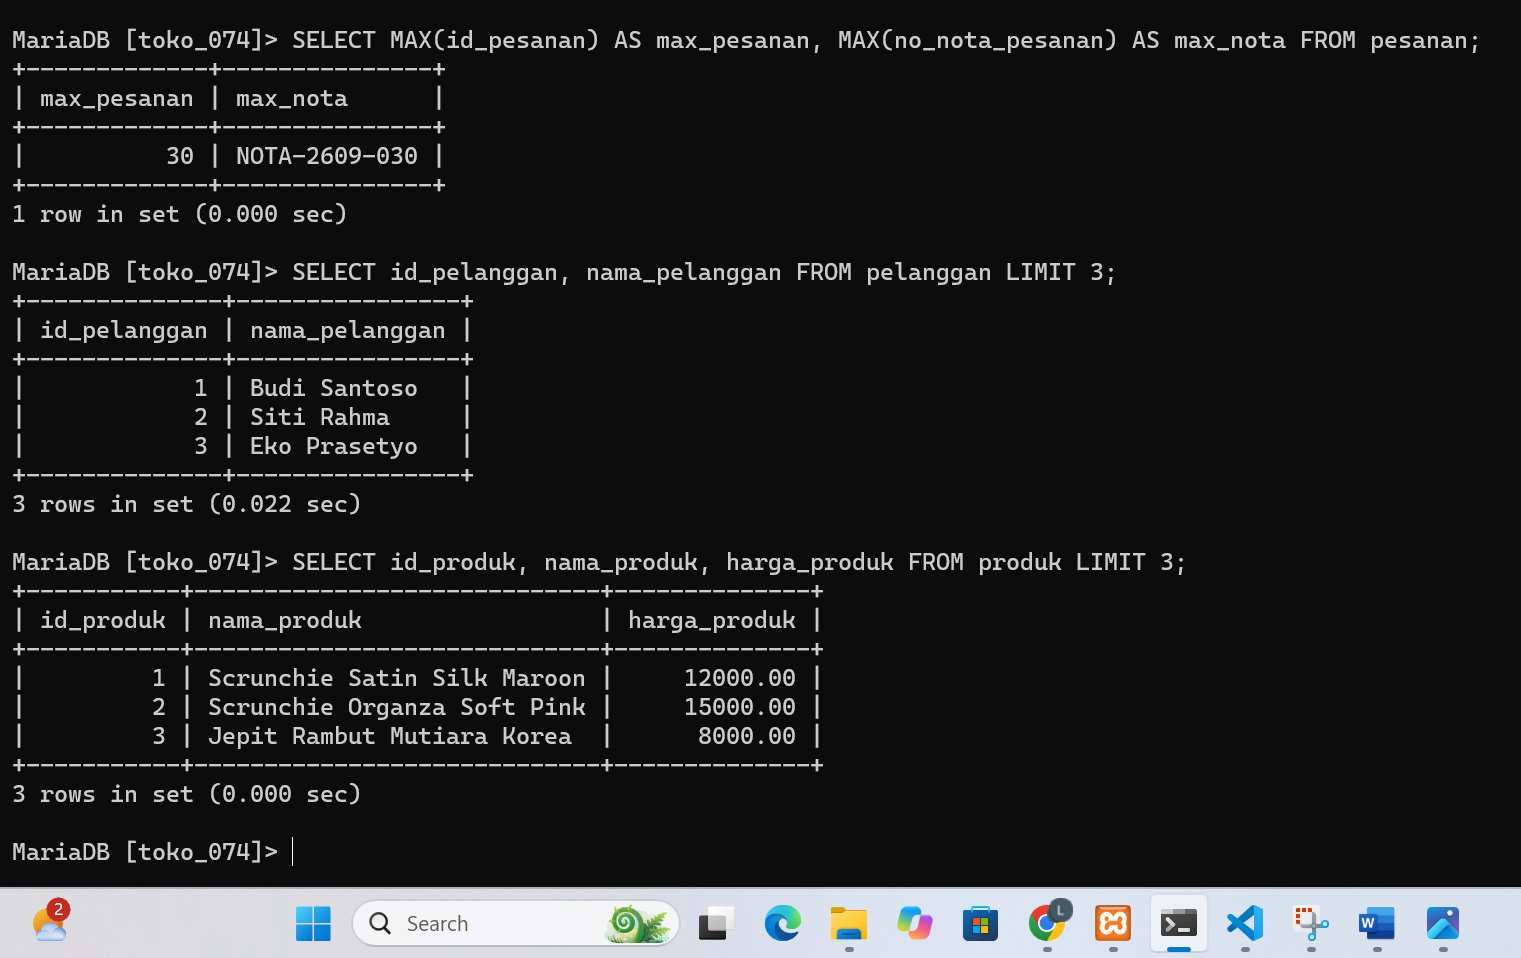 MariaDB [toko_074]> SELECT MAX(id_pesanan) AS max_pesanan, MAX(no_nota_pesanan) AS max_nota FROM pesanan;
+-------------+---------------+
| max_pesanan | max_nota      |
+-------------+---------------+
|          30 | NOTA-2609-030 |
+-------------+---------------+
1 row in set (0.000 sec)
MariaDB [toko_074]> SELECT id_pelanggan, nama_pelanggan FROM pelanggan LIMIT 3;
+--------------+----------------+
| id_pelanggan | nama_pelanggan |
+--------------+----------------+
|            1 | Budi Santoso   |
|            2 | Siti Rahma     |
|            3 | Eko Prasetyo   |
+--------------+----------------+
3 rows in set (0.022 sec)
MariaDB [toko_074]> SELECT id_produk, nama_produk, harga_produk FROM produk LIMIT 3;
+-----------+-----------------------------+--------------+
| id_produk | nama_produk                 | harga_produk |
+-----------+-----------------------------+--------------+
|         1 | Scrunchie Satin Silk Maroon |     12000.00 |
|         2 | Scrunchie Organza Soft Pink |     15000.00 |
|         3 | Jepit Rambut Mutiara Korea  |      8000.00 |
+-----------+-----------------------------+--------------+
3 rows in set (0.000 sec)
MariaDB [toko_074]>
2
Search
L
W